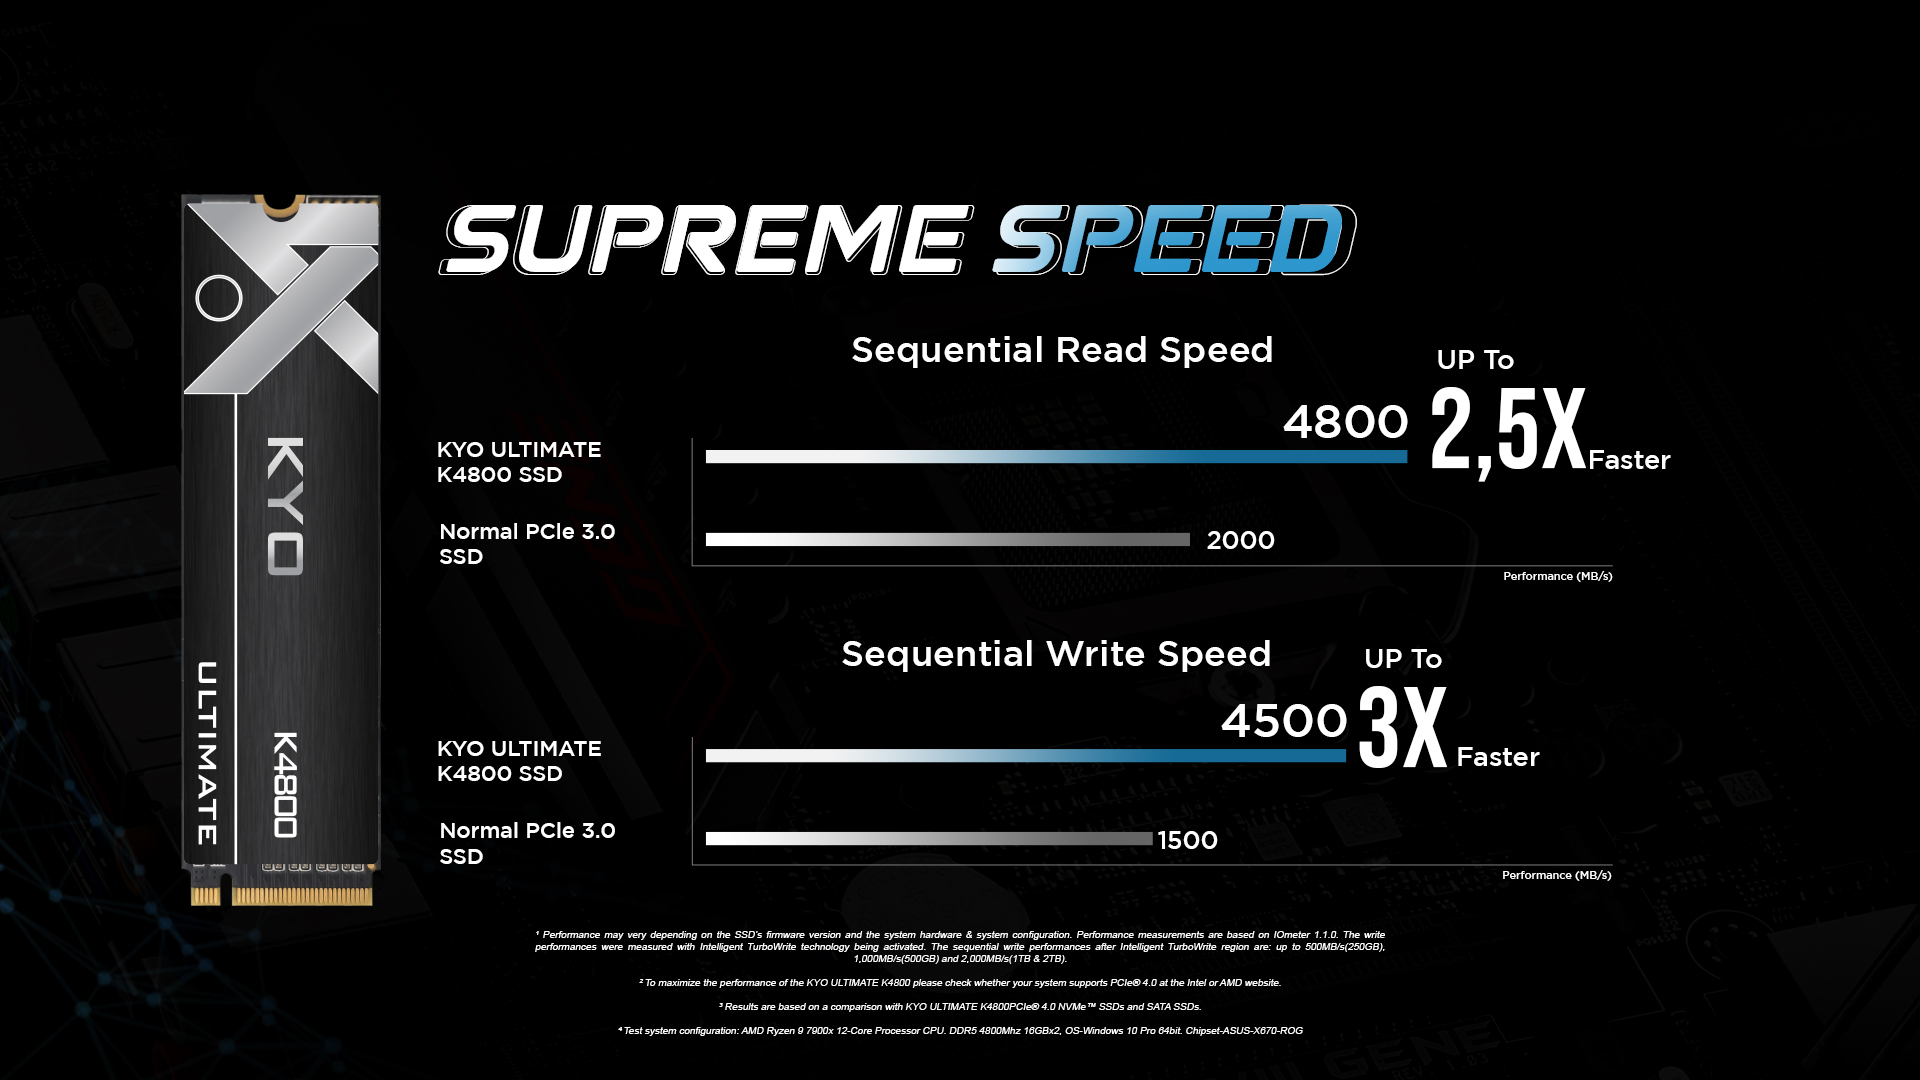 SUPREME SPEED
KYO
ULTIMATE
K4800
Sequential Read Speed
UP To
2,5X Faster
4800
KYO ULTIMATE
K4800 SSD
Normal PCle 3.0
SSD
2000
Performance (MB/s)
Sequential Write Speed
UP To
3X Faster
4500
KYO ULTIMATE
K4800 SSD
Normal PCle 3.0
SSD
1500
Performance (MB/s)
¹ Performance may very depending on the SSD's firmware version and the system hardware & system configuration. Performance measurements are based on IOmeter 1.1.0. The write
performances were measured with Intelligent TurboWrite technology being activated. The sequential write performances after Intelligent TurboWrite region are: up to 500MB/s(250GB),
1,000MB/s(500GB) and 2,000MB/s(1TB & 2TB).
² To maximize the performance of the KYO ULTIMATE K4800 please check whether your system supports PCIe® 4.0 at the Intel or AMD website.
³ Results are based on a comparison with KYO ULTIMATE K4800PCIe® 4.0 NVMe™ SSDs and SATA SSDs.
⁴ Test system configuration: AMD Ryzen 9 7900x 12-Core Processor CPU. DDR5 4800Mhz 16GBx2, OS-Windows 10 Pro 64bit. Chipset-ASUS-X670-ROG
GENE